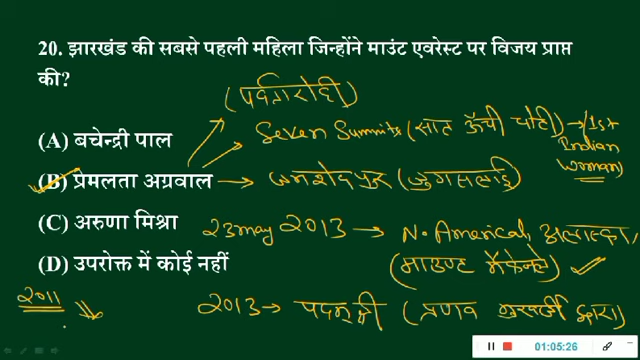 20. झारखंड की सबसे पहली महिला जिन्होंने माउंट एवरेस्ट पर विजय प्राप्त
की?
(पर्वतारोही)
(A) बचेन्द्री पाल
Seven Summits (सात ऊँची चोटी) → 1st
Indian
Woman
(B) प्रेमलता अग्रवाल → जमशेदपुर (जुगसलाई)
(C) अरुणा मिश्रा
23 may 2013 → N. America, अलास्का,
(D) उपरोक्त में कोई नहीं
(माउण्ट मैकेनले)
2011
2013 → पदमश्री (प्रणव मुखर्जी द्वारा)
01:05:26